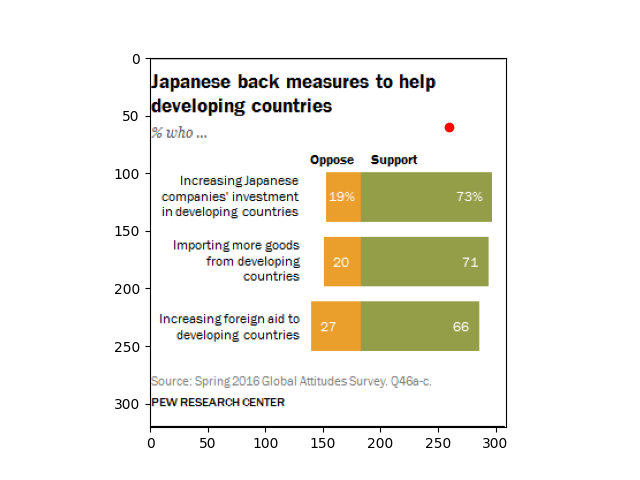 Japanese back measures to help
developing countries
% who ...
Oppose Support
Increasing Japanese
companies' investment
in developing countries
19% 73%
Importing more goods
from developing
countries
20 71
Increasing foreign aid to
developing countries
27 66
Source: Spring 2016 Global Attitudes Survey. Q46a-c.
PEW RESEARCH CENTER
0
50
100
150
200
250
300
0 50 100 150 200 250 300